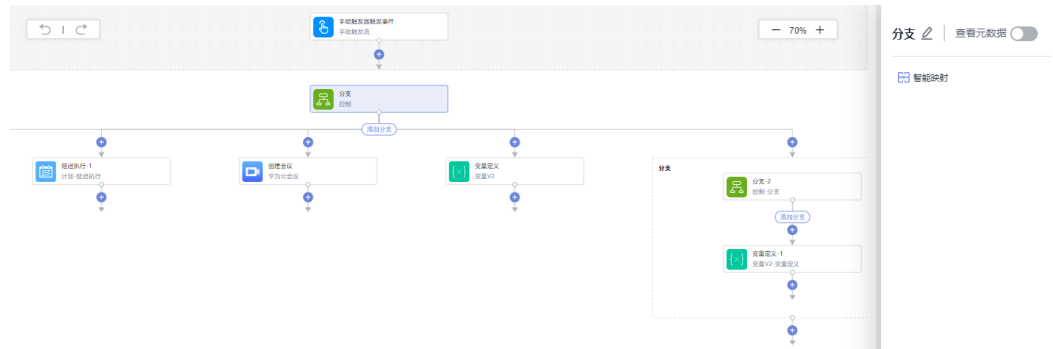 手动触发器触发事件
手动触发流
70%
分支
查看元数据
智能映射
分支
控制
添加分支
延迟执行-1
计划-延迟执行
创建会议
华为云会议
变量定义
变量V2
分支
分支-2
控制-分支
添加分支
变量定义-1
变量V2-变量定义